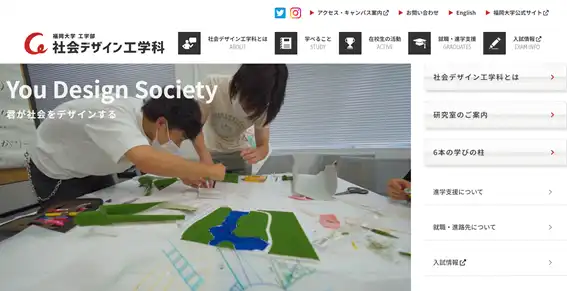 アクセス・キャンパス案内
お問い合わせ
English
福岡大学公式サイト
福岡大学 工学部
社会デザイン工学科
社会デザイン工学科とは
ABOUT
学べること
STUDY
在校生の活動
ACTIVE
就職・進学支援
GRADUATES
入試情報
EXAM INFO
You Design Society
君が社会をデザインする
社会デザイン工学科とは
研究室のご案内
6本の学びの柱
進学支援について
就職・進路先について
入試情報